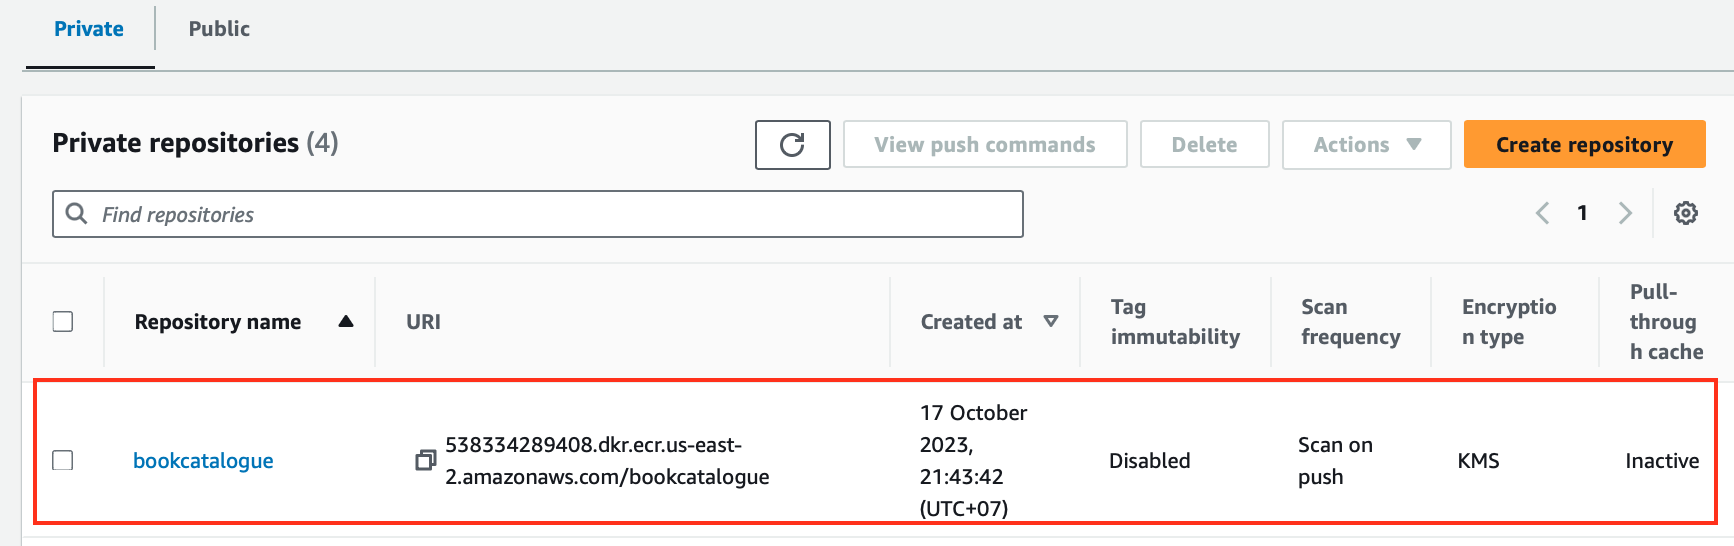 Private
Public
Private repositories (4)
View push commands
Delete
Actions
Create repository
Find repositories
1
Repository name
URI
Created at
Tag
immutability
Scan
frequency
Encryptio
n type
Pull-
throug
h cache
bookcatalogue
538334289408.dkr.ecr.us-east-
2.amazonaws.com/bookcatalogue
17 October
2023,
21:43:42
(UTC+07)
Disabled
Scan on
push
KMS
Inactive